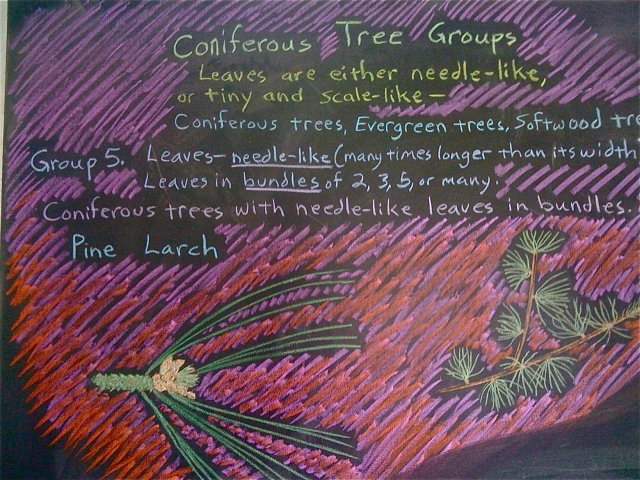 Coniferous Tree Groups
Leaves are either needle-like,
or tiny and scale-like—
Coniferous trees, Evergreen trees, Softwood tre
Group 5. Leaves- needle-like (many times longer than its width
Leaves in bundles of 2, 3, 5, or many.
Coniferous trees with needle-like leaves in bundles.
Pine Larch